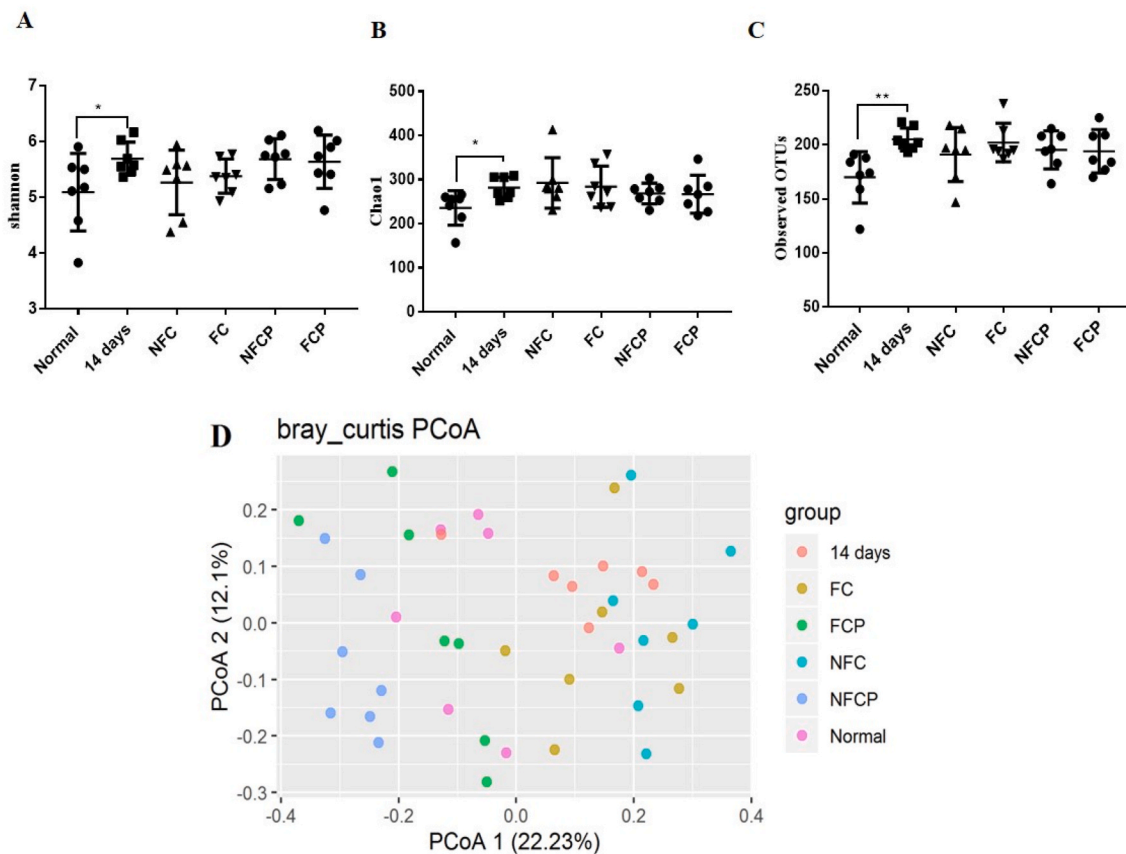 A
B
C
shannon
7
6
5
4
3
*
Normal
14 days
NFC
FC
NFCP
FCP
Chao1
500
400
300
200
100
0
*
Normal
14 days
NFC
FC
NFCP
FCP
Observed OTUs
250
200
150
100
50
**
Normal
14 days
NFC
FC
NFCP
FCP
D
bray_curtis PCoA
PCoA 2 (12.1%)
0.2
0.1
0.0
-0.1
-0.2
-0.3
-0.4
-0.2
0.0
0.2
0.4
PCoA 1 (22.23%)
group
14 days
FC
FCP
NFC
NFCP
Normal